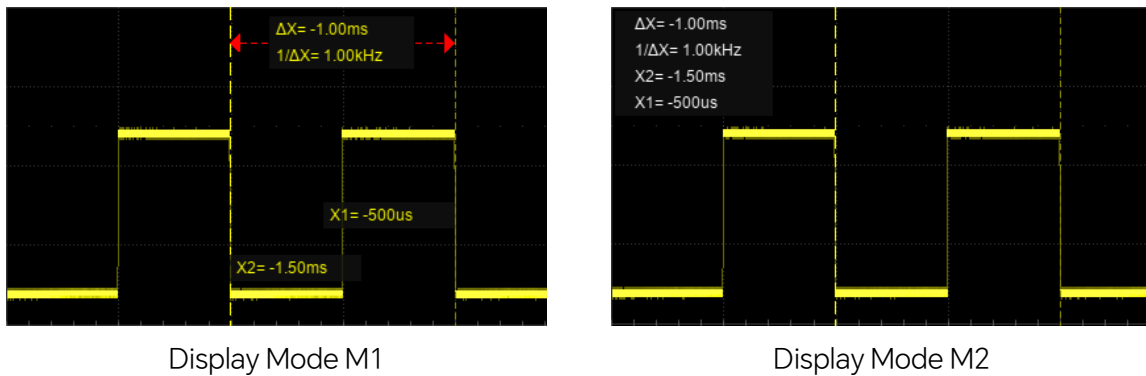 ΔX= -1.00ms
1/ΔX= 1.00kHz
X1= -500us
X2= -1.50ms
Display Mode M1
ΔX= -1.00ms
1/ΔX= 1.00kHz
X2= -1.50ms
X1= -500us
Display Mode M2